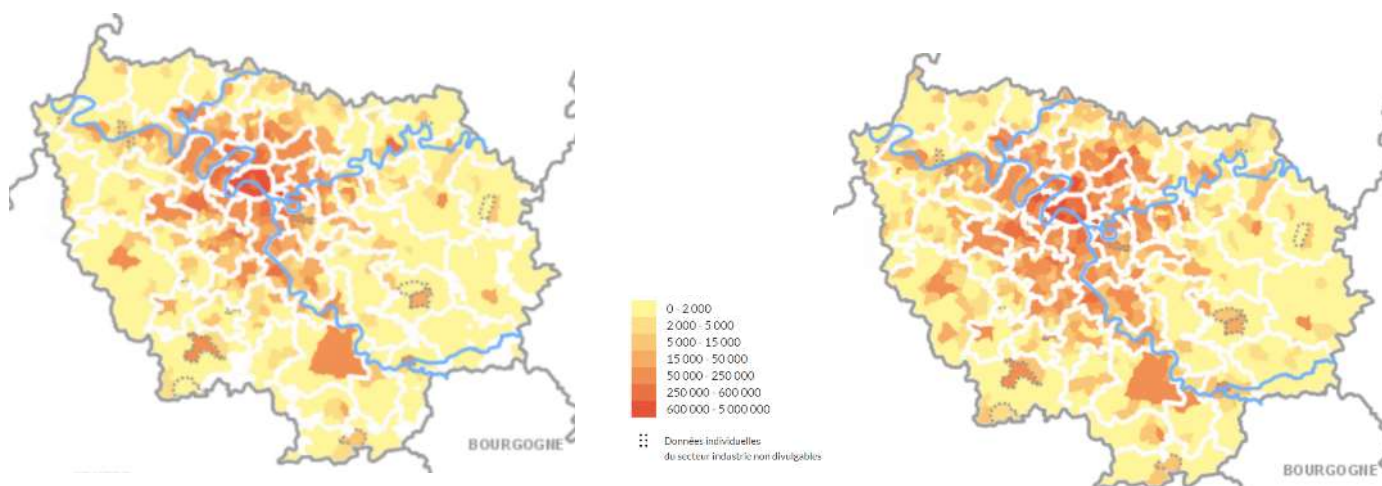 BOURGOGNE
0 - 2 000
2 000 - 5 000
5 000 - 15 000
15 000 - 50 000
50 000 - 250 000
250 000 - 600 000
600 000 - 5 000 000
Données individuelles
du secteur industrie non divulgables
BOURGOGNE